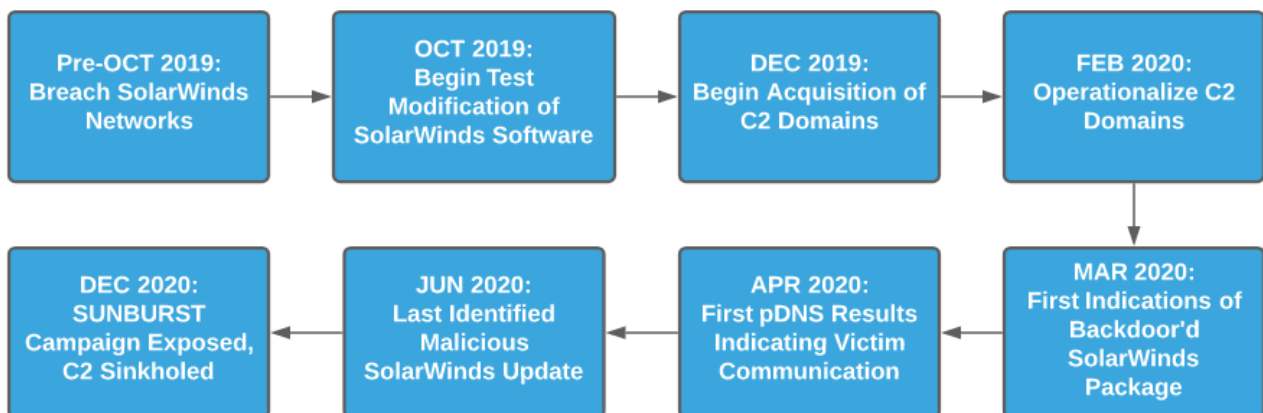 Pre-OCT 2019:
Breach SolarWinds
Networks
OCT 2019:
Begin Test
Modification of
SolarWinds Software
DEC 2019:
Begin Acquisition of
C2 Domains
FEB 2020:
Operationalize C2
Domains
MAR 2020:
First Indications of
Backdoor'd
SolarWinds
Package
APR 2020:
First pDNS Results
Indicating Victim
Communication
JUN 2020:
Last Identified
Malicious
SolarWinds Update
DEC 2020:
SUNBURST
Campaign Exposed,
C2 Sinkholed